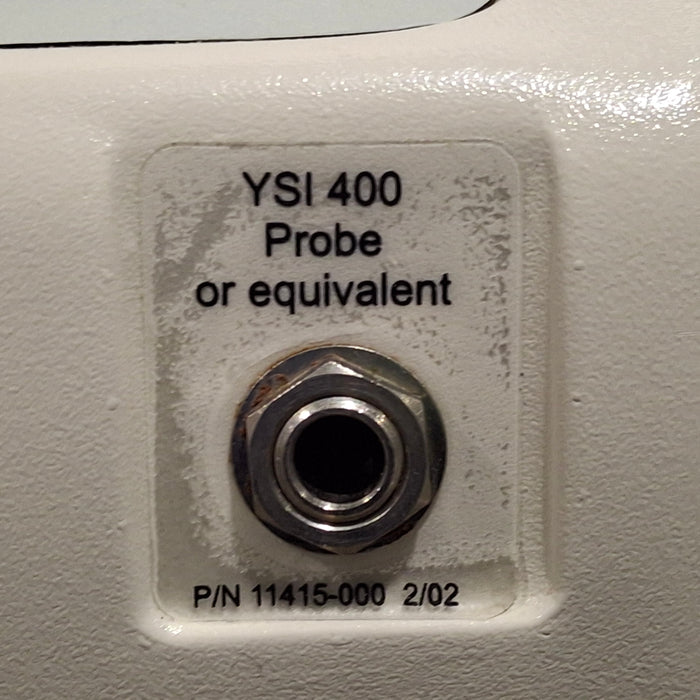 YSI 400
Probe
or equivalent
P/N 11415-000 2/02